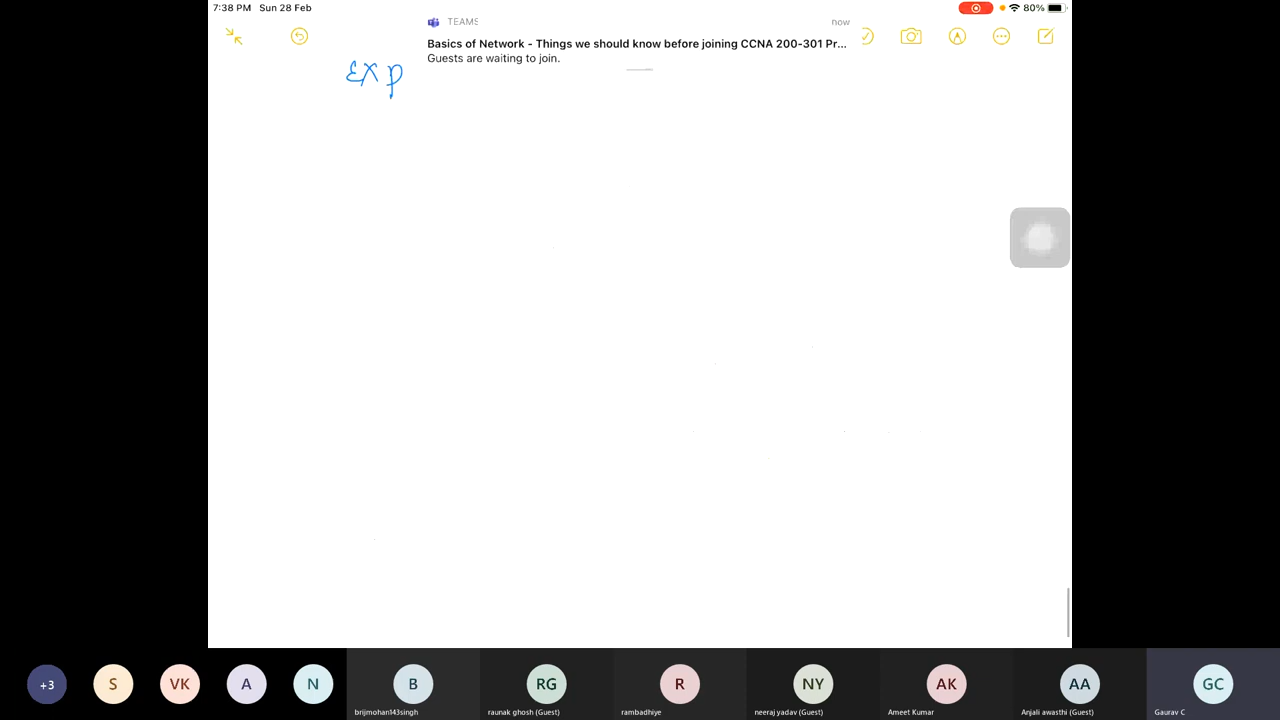 7:38 PM Sun 28 Feb
80%
TEAMS
now
Basics of Network - Things we should know before joining CCNA 200-301 Pr...
Guests are waiting to join.
Exp
+3
S
VK
A
N
B
RG
R
NY
AK
AA
GC
brijmohan143singh
raunak ghosh (Guest)
rambadhiye
neeraj yadav (Guest)
Ameet Kumar
Anjali awasthi (Guest)
Gaurav C